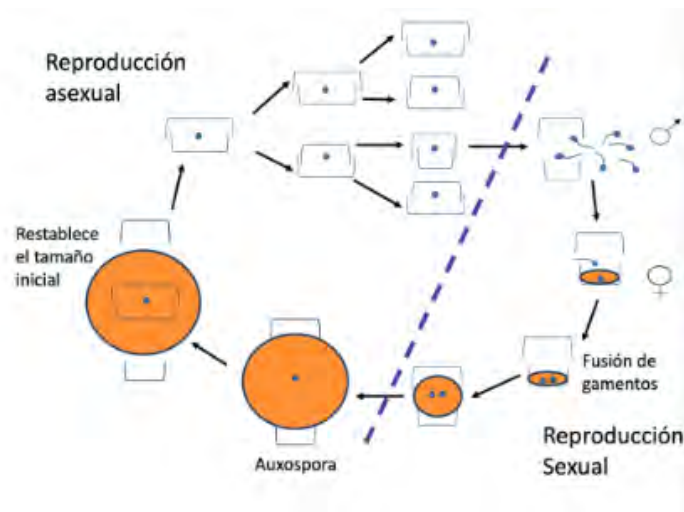 Reproducción
asexual
Restablece
el tamaño
inicial
Auxospora
Fusión de
gamentos
Reproducción
Sexual